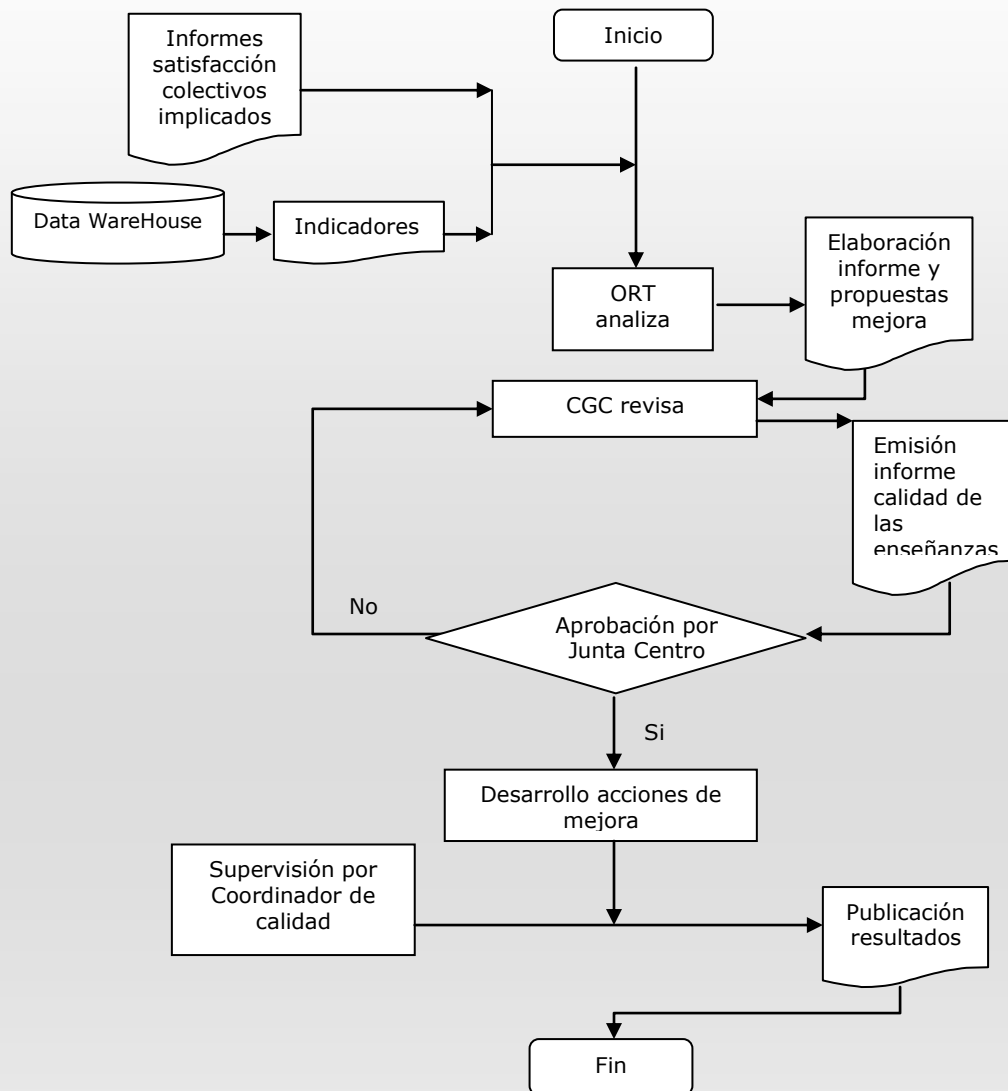 Inicio
Informes
satisfacción
colectivos
implicados
Data WareHouse
Indicadores
ORT
analiza
Elaboración
informe y
propuestas
mejora
CGC revisa
Emisión
informe
calidad de
las
enseñanzas
No
Aprobación por
Junta Centro
Si
Desarrollo acciones de
mejora
Supervisión por
Coordinador de
calidad
Publicación
resultados
Fin